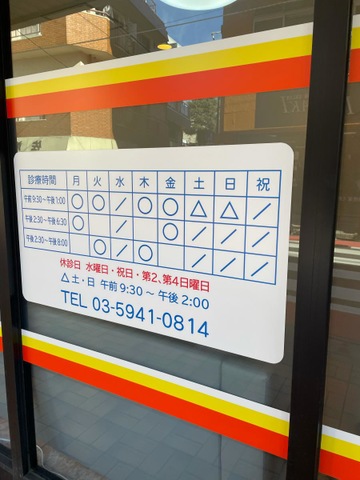 診療時間 月 火 水 木 金 土 日 祝
午前 9:30～午後1:00 ○ ○ ／ ○ ○ △ △ ／
午後2:30～午後6:30 ○ ／ ○ ／ ／ ／
午後2:30～午後8:00 ○ ／ ○ ／ ／ ／
休診日 水曜日・祝日・第2、第4日曜日
△ 土・日 午前 9:30 ～ 午後 2:00
TEL 03-5941-0814